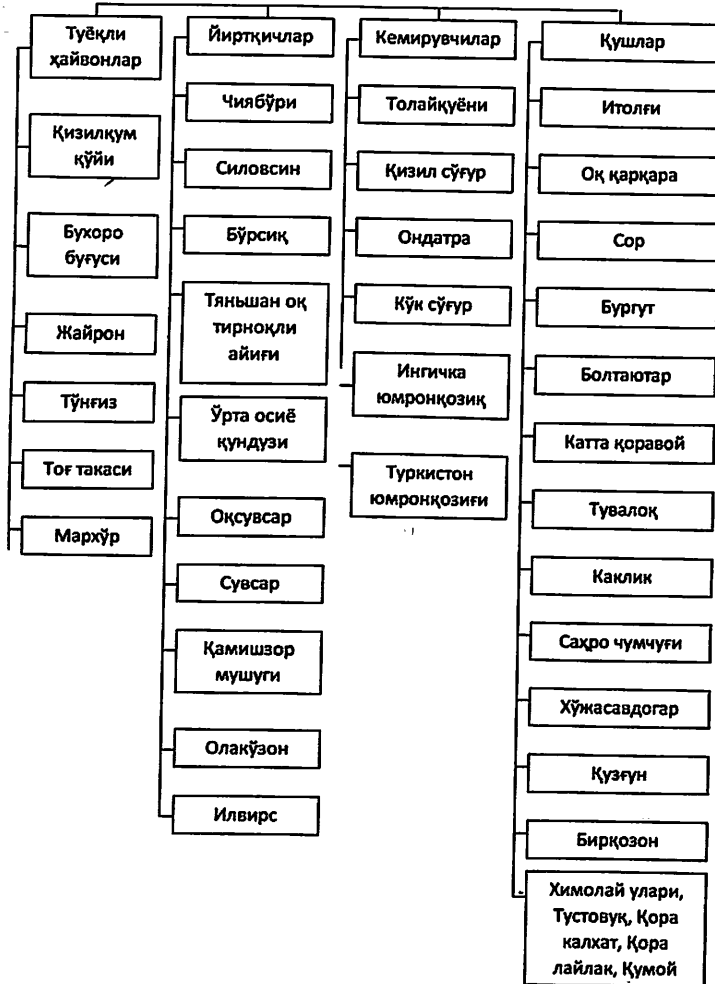 Туёқли
ҳайвонлар
Қизилқум
қўйи
Бухоро
буғуси
Жайрон
Тўнғиз
Тоғ такаси
Мархўр
Йиртқичлар
Чиябўри
Силовсин
Бўрсиқ
Тяньшан оқ
тирноқли
айиғи
Ўрта осиё
қундузи
Оқсувсар
Сувсар
Қамишзор
мушуги
Олакўзон
Илвирс
Кемирувчилар
Толайқуёни
Қизил сўғур
Ондатра
Кўк сўғур
Ингичка
юмронқозиқ
Туркистон
юмронқозиғи
Қушлар
Итолғи
Оқ қарқара
Сор
Бургут
Болтаютар
Катта қоравой
Тувалоқ
Каклик
Саҳро чумчуғи
Хўжасавдогар
Қузғун
Бирқозон
Химолай улари,
Тустовуқ, Қора
калхат, Қора
лайлак, Қумой